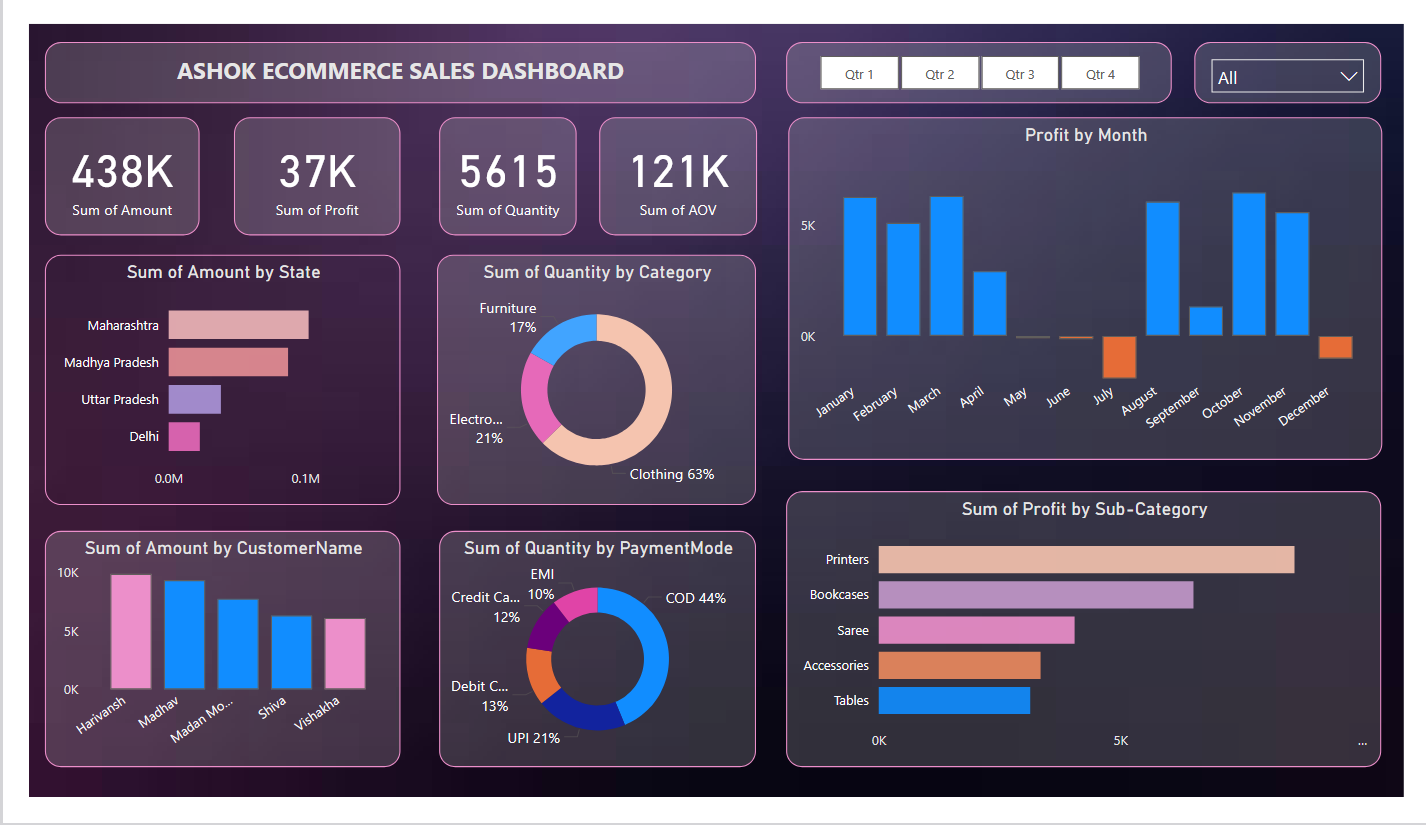 ASHOK ECOMMERCE SALES DASHBOARD
Qtr 1
Qtr 2
Qtr 3
Qtr 4
All
438K
Sum of Amount
37K
Sum of Profit
5615
Sum of Quantity
121K
Sum of AOV
Profit by Month
5K
0K
January
February
March
April
May
June
July
August
September
October
November
December
Sum of Amount by State
Maharashtra
Madhya Pradesh
Uttar Pradesh
Delhi
0.0M
0.1M
Sum of Quantity by Category
Furniture
17%
Electro...
21%
Clothing 63%
Sum of Profit by Sub-Category
Printers
Bookcases
Saree
Accessories
Tables
0K
5K
...
Sum of Amount by CustomerName
10K
5K
0K
Harivansh
Madhav
Madan Mo...
Shiva
Vishakha
Sum of Quantity by PaymentMode
EMI
10%
Credit Ca...
12%
COD 44%
Debit C...
13%
UPI 21%